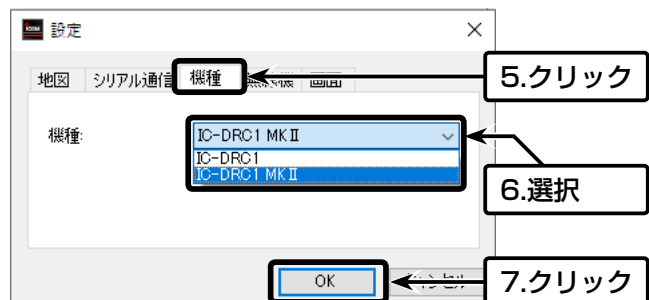 ICOM 設定
地図 シリアル通信 機種 画面
5.クリック
機種:
IC-DRC1 MKⅡ
IC-DRC1
IC-DRC1 MKⅡ
6.選択
OK
7.クリック